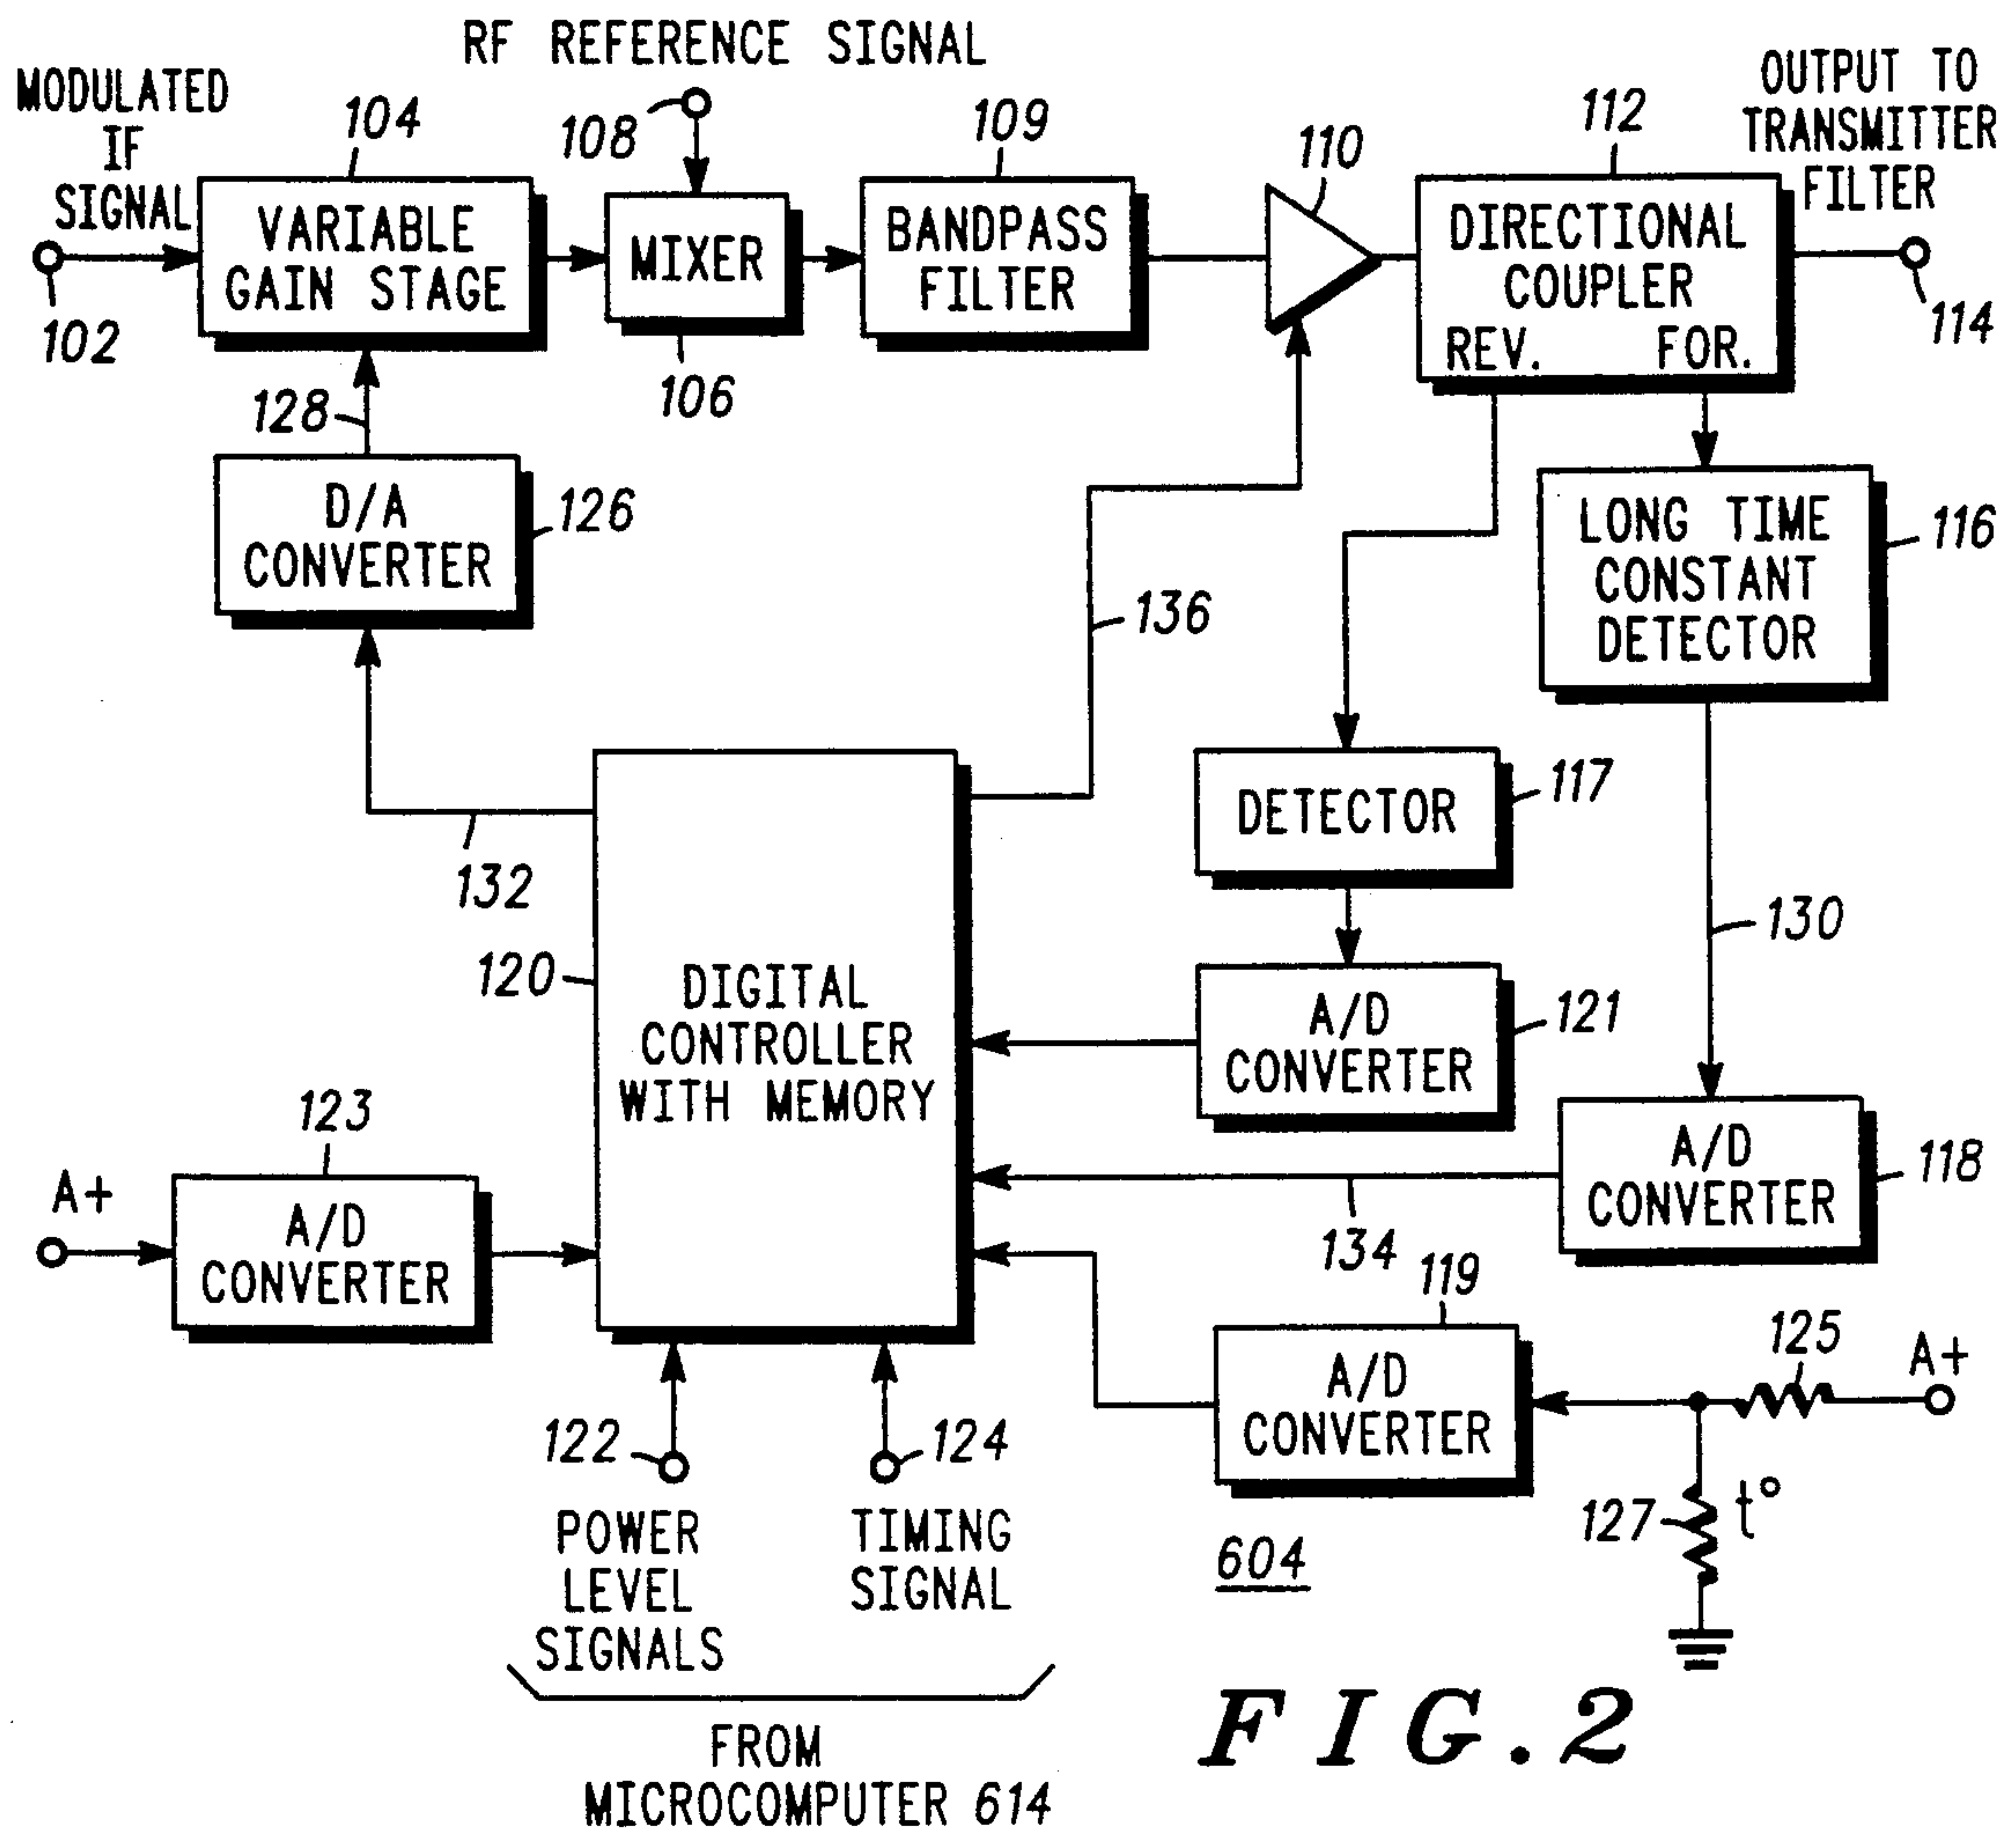 RF REFERENCE SIGNAL
MODULATED
IF
SIGNAL
OUTPUT TO
TRANSMITTER
FILTER
104
108
109
110
112
VARIABLE
GAIN STAGE
MIXER
BANDPASS
FILTER
DIRECTIONAL
COUPLER
REV. FOR.
102
106
114
128
D/A
CONVERTER
126
LONG TIME
CONSTANT
DETECTOR
116
136
132
DETECTOR
117
130
120
DIGITAL
CONTROLLER
WITH MEMORY
A/D
CONVERTER
121
123
A+
A/D
CONVERTER
A/D
CONVERTER
118
134
119
A/D
CONVERTER
125
A+
127
t°
122
124
POWER
LEVEL
SIGNALS
TIMING
SIGNAL
604
FROM
MICROCOMPUTER 614
FIG.2